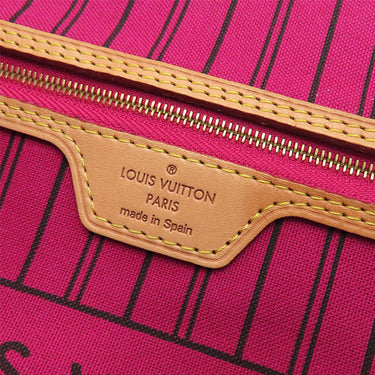 ®
LOUIS VUITTON
PARIS
made in Spain